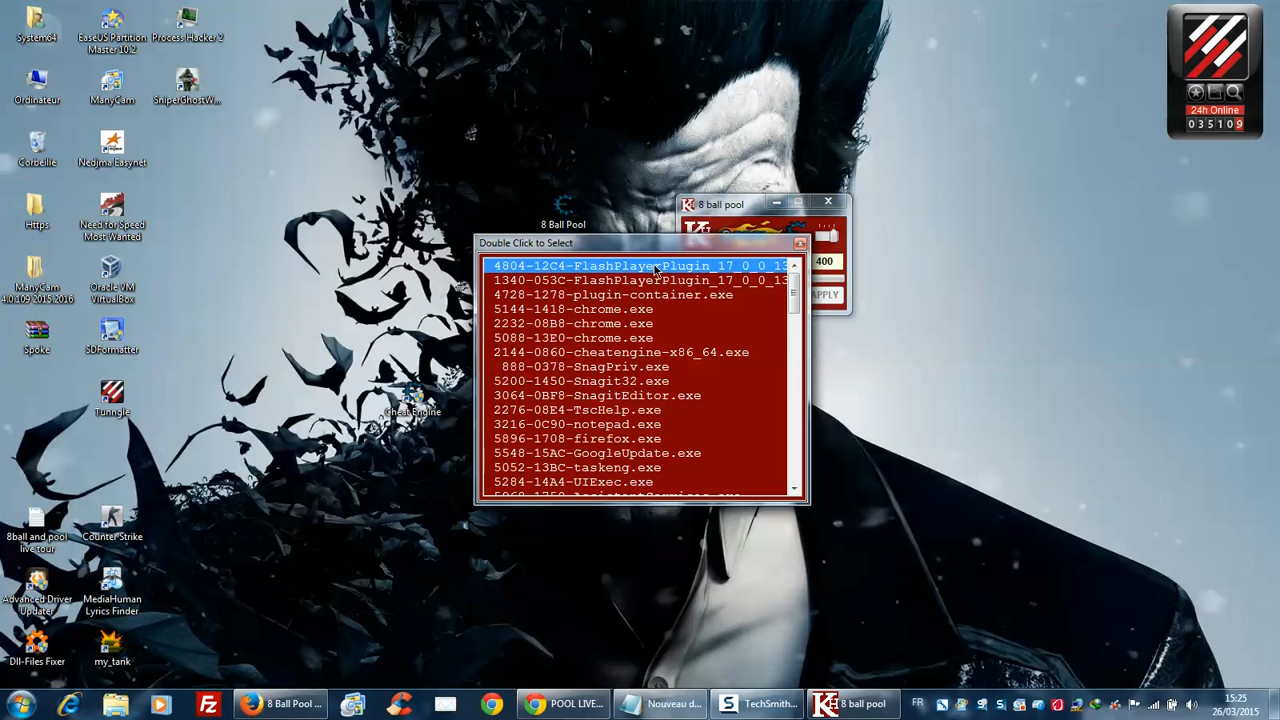 System64
EaseUS Partition
Master 10.2
Process Hacker 2
Ordinateur
ManyCam
SniperGhostW...
Corbeille
Nedjma Easynet
Https
Need for Speed
Most Wanted
ManyCam
4.0.109 2015,2016
Oracle VM
VirtualBox
Spoke
SDFormatter
Tunngle
Cheat Engine
8ball and pool
live tour
Counter Strike
Advanced Driver
Updater
MediaHuman
Lyrics Finder
Dll-Files Fixer
my_tank
8 Ball Pool
8 ball pool
400
APPLY
Double Click to Select
4804-12C4-FlashPlayerPlugin_17_0_0_13
1340-053C-FlashPlayerPlugin_17_0_0_13
4728-1278-plugin-container.exe
5144-1418-chrome.exe
2232-08B8-chrome.exe
5088-13E0-chrome.exe
2144-0860-cheatengine-x86_64.exe
888-0378-SnagPriv.exe
5200-1450-Snagit32.exe
3064-0BF8-SnagitEditor.exe
2276-08E4-TscHelp.exe
3216-0C90-notepad.exe
5896-1708-firefox.exe
5548-15AC-GoogleUpdate.exe
5052-13BC-taskeng.exe
5284-14A4-UIExec.exe
24h Online
035109
8 Ball Pool ...
POOL LIVE...
Nouveau d...
TechSmith...
8 ball pool
FR
15:25
26/03/2015